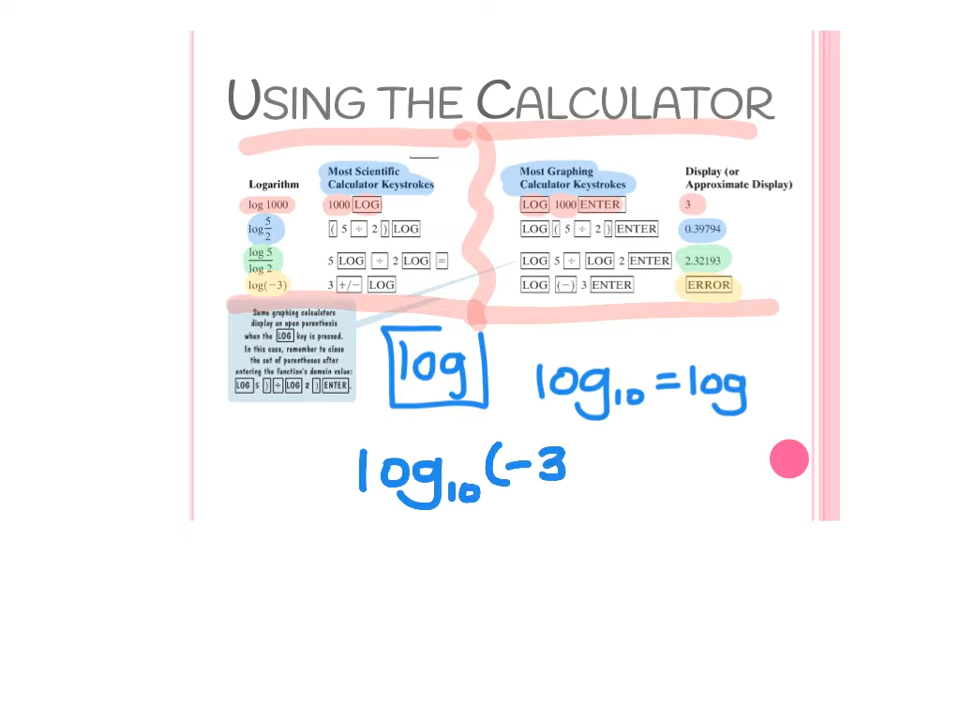 USING THE CALCULATOR
Logarithm Most Scientific Calculator Keystrokes Most Graphing Calculator Keystrokes Display (or Approximate Display)
log 1000 1000 LOG LOG 1000 ENTER 3
log 5/2 ( 5 ÷ 2 ) LOG LOG ( 5 ÷ 2 ) ENTER 0.39794
log 5/log 2 5 LOG ÷ 2 LOG = LOG 5 ÷ LOG 2 ENTER 2.32193
log(−3) 3 +/− LOG LOG (−) 3 ENTER ERROR
Some graphing calculators
display an open parenthesis
when the LOG key is pressed.
In this case, remember to close
the set of parentheses after
entering the function's domain value:
LOG 5 ) ÷ LOG 2 ) ENTER.
log
log₁₀ = log
log₁₀ (−3